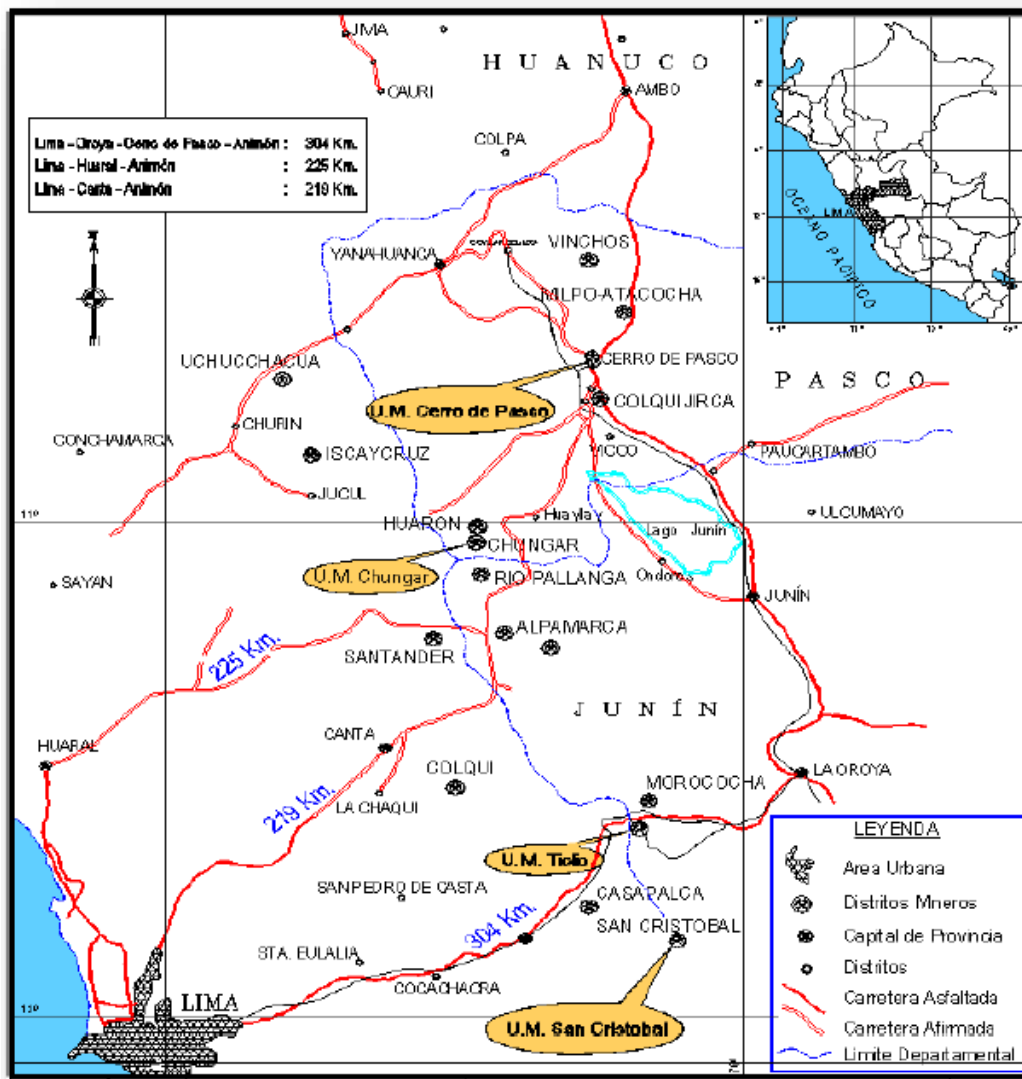 JMA
HUANUCO
CAURI
AMBO
COLPA
Lima - Oroya - Cerro de Pasco - Animón : 304 Km.
Lima - Huaral - Animón : 225 Km.
Lima - Canta - Animón : 219 Km.
OCEANO PACIFICO
LIMA
YANAHUANCA
VINCHOS
MILPO-ATACOCHA
CERRO DE PASCO
UCHUCCHACUA
U.M. Cerro de Pasco
COLQUIJIRCA
PASCO
CHURIN
CONCHAMARCA
VICCO
PAUCARTAMBO
ISCAYCRUZ
JUCUL
11°
HUARON
Huaylay
Lago Junín
ULCUMAYO
CHUNGAR
U.M. Chungar
RIO PALLANGA
Ondores
SAYAN
JUNÍN
ALPAMARCA
SANTANDER
225 Km.
JUNÍN
HUARAL
CANTA
COLQUI
LA OROYA
LA CHAQUI
MOROCOCHA
219 Km.
U.M. Ticlio
SANPEDRO DE CASTA
CASAPALCA
SAN CRISTOBAL
304 Km.
STA. EULALIA
COCACHACRA
LIMA
U.M. San Cristobal
LEYENDA
Area Urbana
Distritos Mneros
Capital de Provincia
Distritos
Carretera Asfaltada
Carretera Afirmada
Limite Departamental